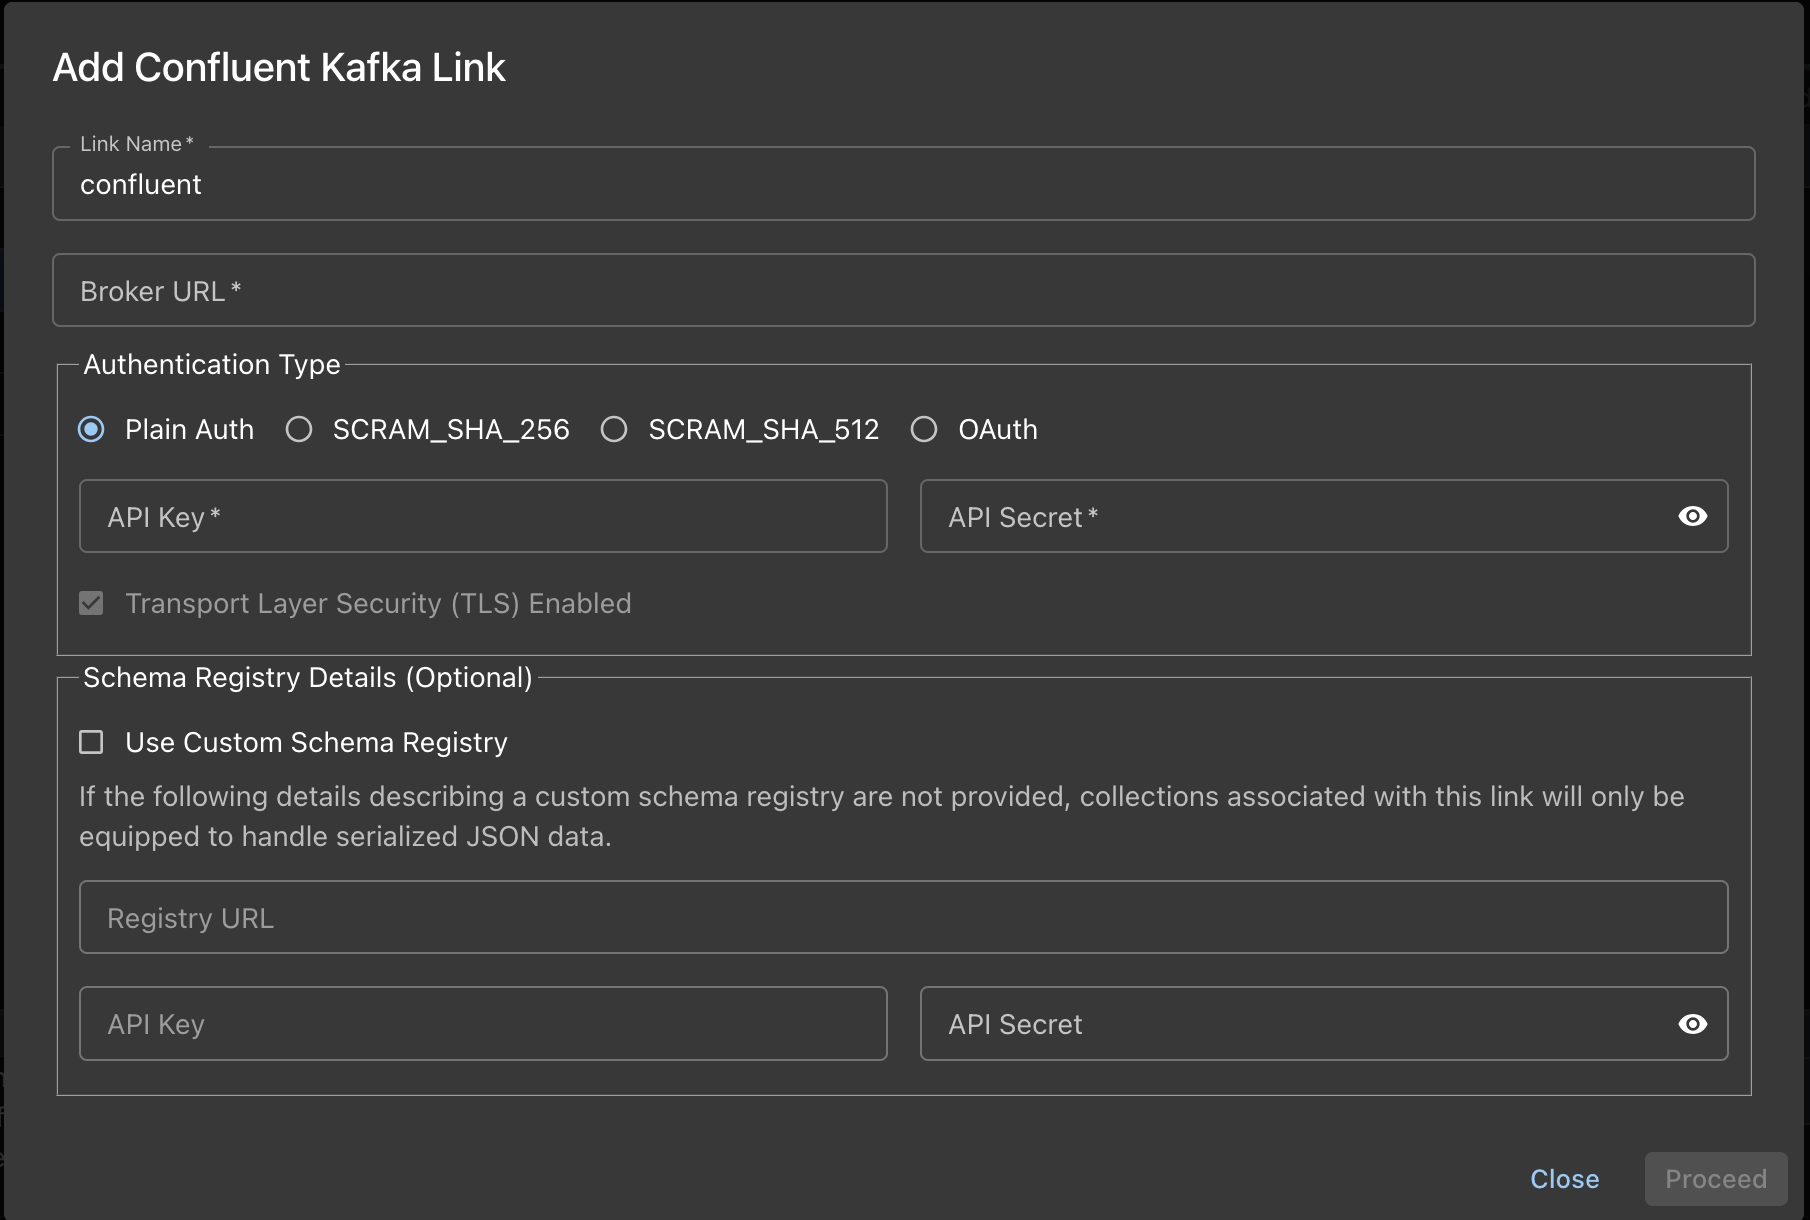 Add Confluent Kafka Link
Link Name *
confluent
Broker URL *
Authentication Type
Plain Auth SCRAM_SHA_256 SCRAM_SHA_512 OAuth
API Key * API Secret *
Transport Layer Security (TLS) Enabled
Schema Registry Details (Optional)
Use Custom Schema Registry
If the following details describing a custom schema registry are not provided, collections associated with this link will only be
equipped to handle serialized JSON data.
Registry URL
API Key API Secret
Close Proceed